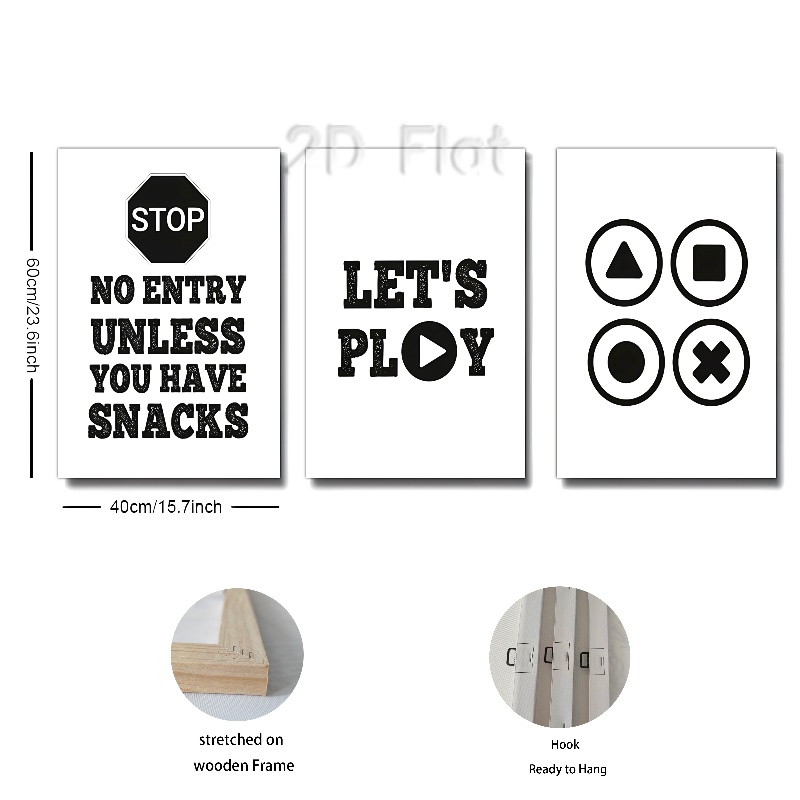 2D Flat
60cm/23.6inch
STOP
NO ENTRY
UNLESS
YOU HAVE
SNACKS
LET'S
PL▶Y
40cm/15.7inch
stretched on
wooden Frame
Hook
Ready to Hang